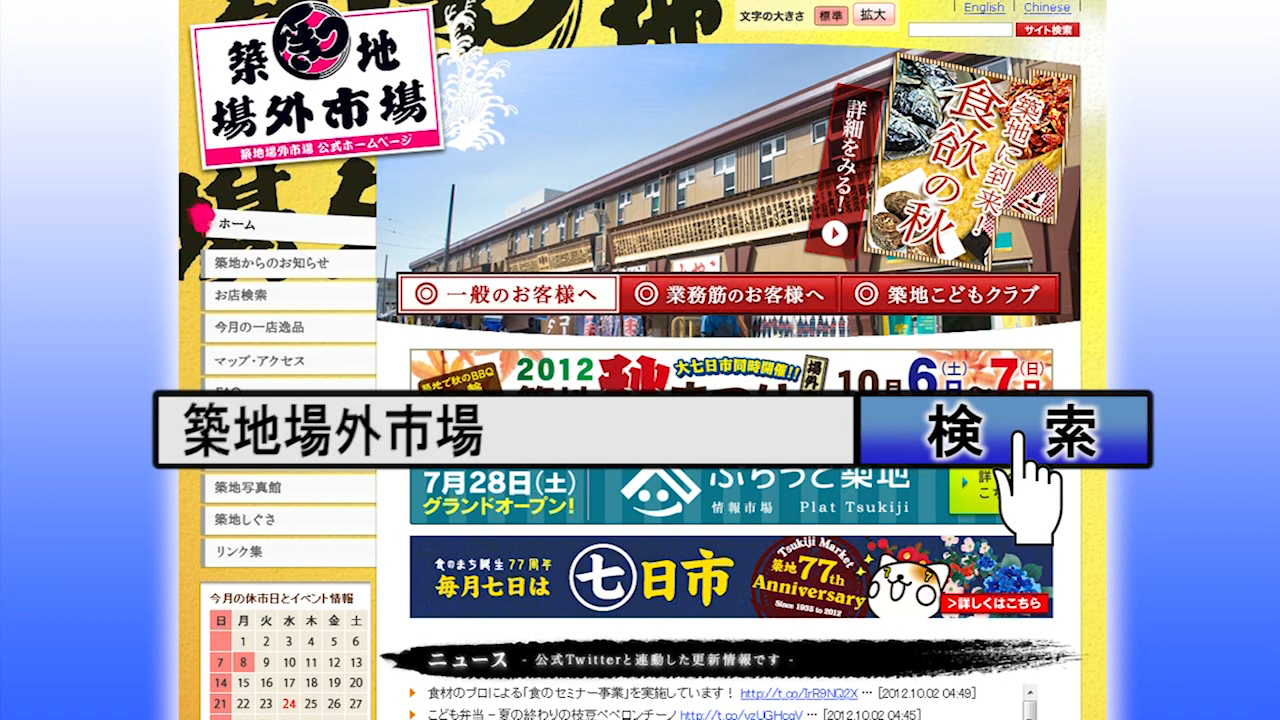 築地
場外市場
築地場外市場 公式ホームページ
文字の大きさ 標準 拡大
English | Chinese
サイト検索
築地に到来!
食欲の秋
詳細をみる!
ホーム
築地からのお知らせ
お店検索
今月の一店逸品
マップ・アクセス
一般のお客様へ
業務筋のお客様へ
築地こどもクラブ
築地で秋のBBQ
2012
秋
大七日市同時開催!!
10月6日(土)~7日(日)
築地場外市場
検 索
7月28日(土)
グランドオープン!
ぷらっと築地
情報市場 Plat Tsukiji
築地写真館
築地しぐさ
リンク集
食のまち誕生77周年
毎月七日は 七日市
Tsukiji Market
築地77th
Anniversary
Since 1935 to 2012
>詳しくはこちら
今月の休市日とイベント情報
日 月 火 水 木 金 土
1 2 3 4 5 6
7 8 9 10 11 12 13
14 15 16 17 18 19 20
21 22 23 24 25 26 27
ニュース - 公式Twitterと連動した更新情報です -
食材のプロによる「食のセミナー事業」を実施しています! http://t.co/IrR9NQ2X … [2012.10.02 04:49]
こども弁当 – 夏の終わりの枝豆ペペロンチーノ http://t.co/yzUGHcqV … [2012.10.02 04:45]